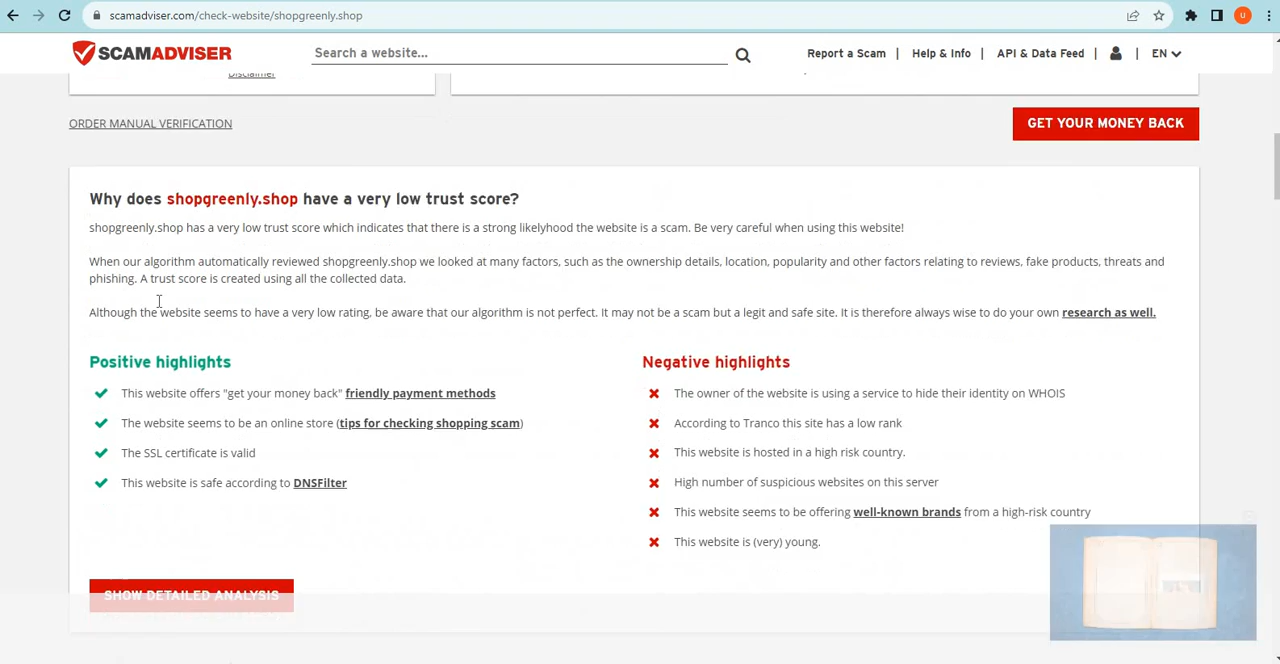 scamadviser.com/check-website/shopgreenly.shop
U
SCAMADVISER
Search a website...
Report a Scam | Help & Info | API & Data Feed | | EN
Disclaimer
ORDER MANUAL VERIFICATION
GET YOUR MONEY BACK
Why does shopgreenly.shop have a very low trust score?
shopgreenly.shop has a very low trust score which indicates that there is a strong likelyhood the website is a scam. Be very careful when using this website!
When our algorithm automatically reviewed shopgreenly.shop we looked at many factors, such as the ownership details, location, popularity and other factors relating to reviews, fake products, threats and
phishing. A trust score is created using all the collected data.
Although the website seems to have a very low rating, be aware that our algorithm is not perfect. It may not be a scam but a legit and safe site. It is therefore always wise to do your own research as well.
Positive highlights
This website offers "get your money back" friendly payment methods
The website seems to be an online store (tips for checking shopping scam)
The SSL certificate is valid
This website is safe according to DNSFilter
Negative highlights
The owner of the website is using a service to hide their identity on WHOIS
According to Tranco this site has a low rank
This website is hosted in a high risk country.
High number of suspicious websites on this server
This website seems to be offering well-known brands from a high-risk country
This website is (very) young.
SHOW DETAILED ANALYSIS